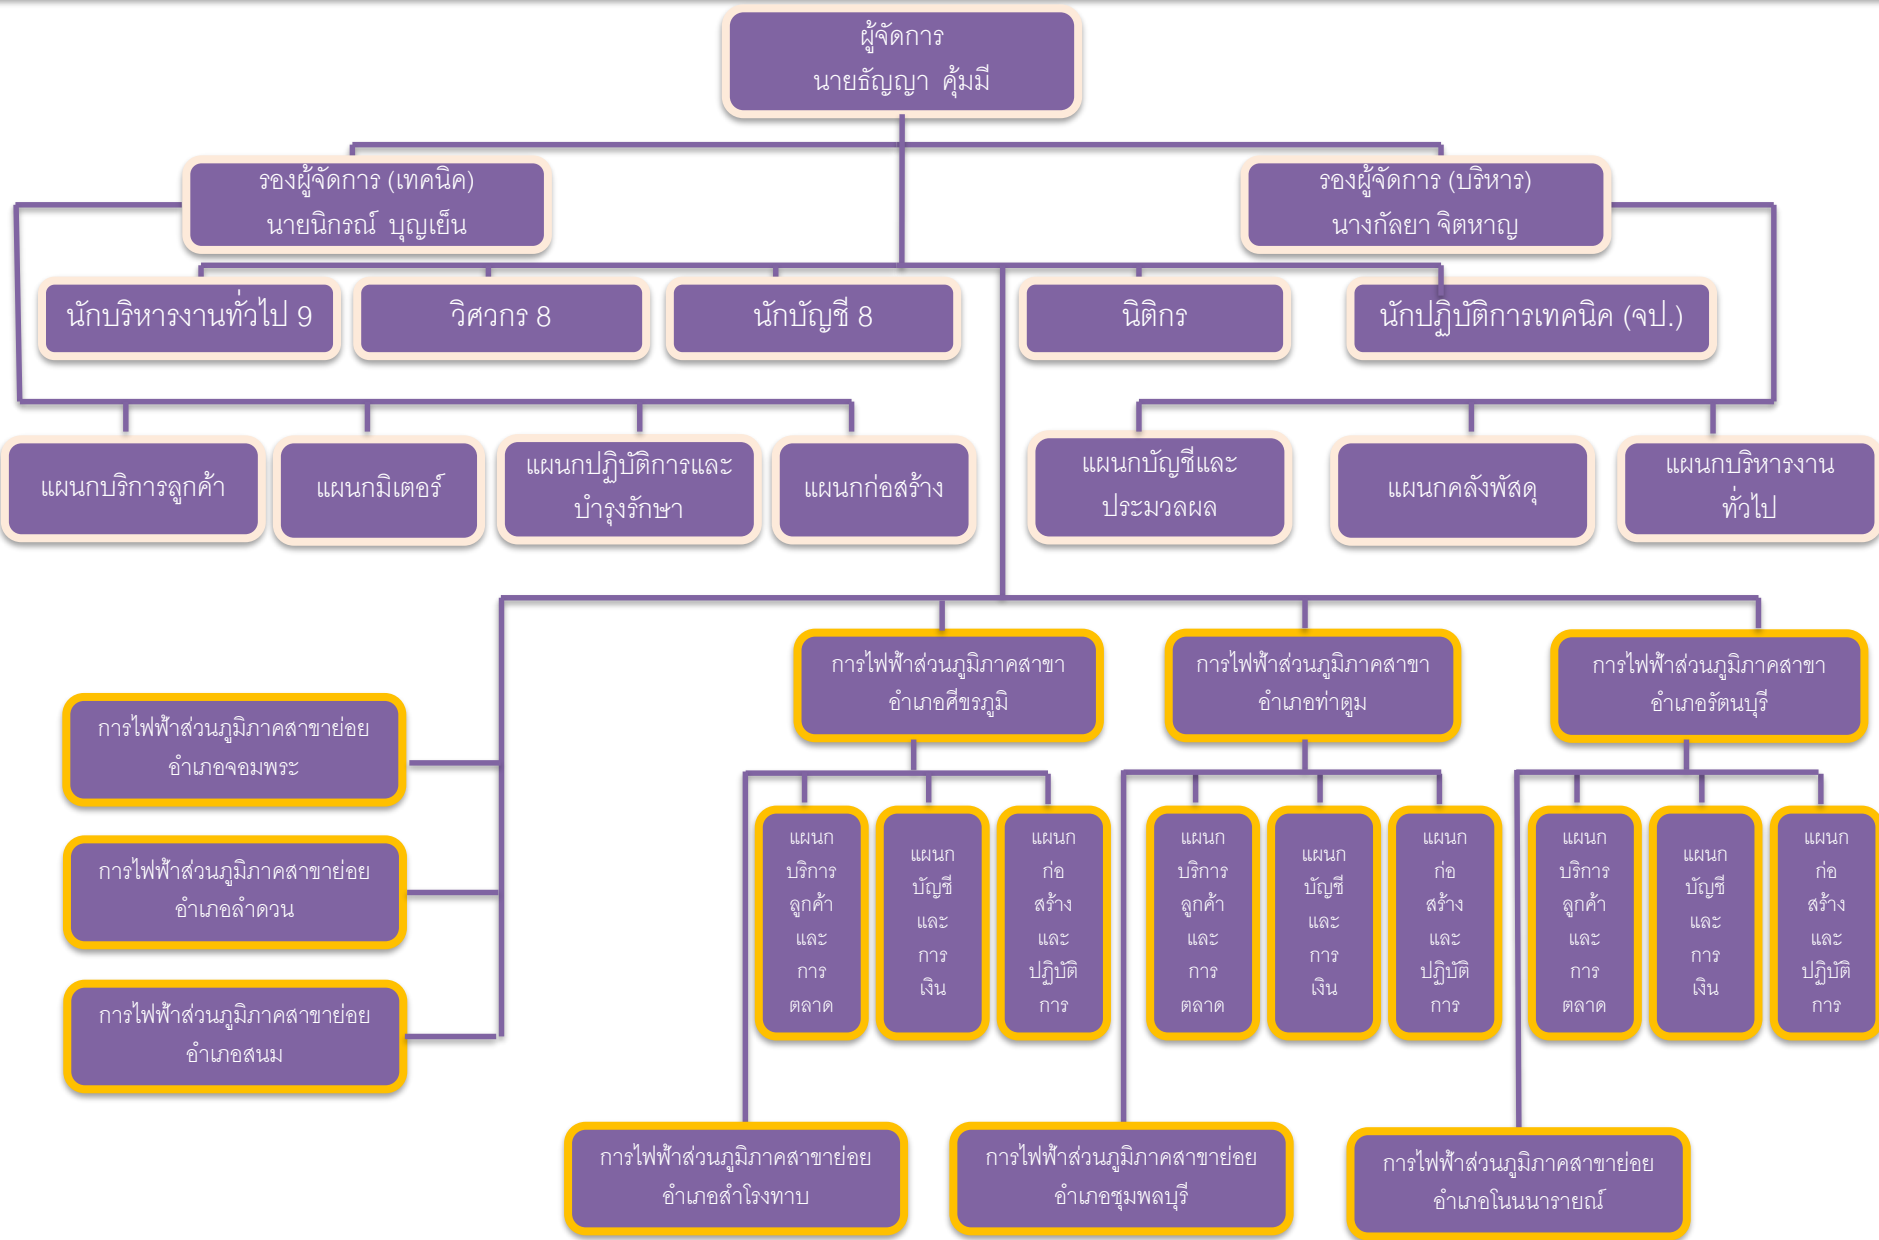 ผู้จัดการ
นายธัญญา คุ้มมี
รองผู้จัดการ (เทคนิค)
นายนิกรณ์ บุญเย็น
รองผู้จัดการ (บริหาร)
นางกัลยา จิตหาญ
นักบริหารงานทั่วไป 9
วิศวกร 8
นักบัญชี 8
นิติกร
นักปฏิบัติการเทคนิค (จป.)
แผนกบริการลูกค้า
แผนกมิเตอร์
แผนกปฏิบัติการและ
บำรุงรักษา
แผนกก่อสร้าง
แผนกบัญชีและ
ประมวลผล
แผนกคลังพัสดุ
แผนกบริหารงาน
ทั่วไป
การไฟฟ้าส่วนภูมิภาคสาขา
อำเภอศีขรภูมิ
การไฟฟ้าส่วนภูมิภาคสาขา
อำเภอท่าตูม
การไฟฟ้าส่วนภูมิภาคสาขา
อำเภอรัตนบุรี
การไฟฟ้าส่วนภูมิภาคสาขาย่อย
อำเภอจอมพระ
การไฟฟ้าส่วนภูมิภาคสาขาย่อย
อำเภอลำดวน
การไฟฟ้าส่วนภูมิภาคสาขาย่อย
อำเภอสนม
แผนก
บริการ
ลูกค้า
และ
การ
ตลาด
แผนก
บัญชี
และ
การ
เงิน
แผนก
ก่อ
สร้าง
และ
ปฏิบัติ
การ
แผนก
บริการ
ลูกค้า
และ
การ
ตลาด
แผนก
บัญชี
และ
การ
เงิน
แผนก
ก่อ
สร้าง
และ
ปฏิบัติ
การ
แผนก
บริการ
ลูกค้า
และ
การ
ตลาด
แผนก
บัญชี
และ
การ
เงิน
แผนก
ก่อ
สร้าง
และ
ปฏิบัติ
การ
การไฟฟ้าส่วนภูมิภาคสาขาย่อย
อำเภอสำโรงทาบ
การไฟฟ้าส่วนภูมิภาคสาขาย่อย
อำเภอชุมพลบุรี
การไฟฟ้าส่วนภูมิภาคสาขาย่อย
อำเภอโนนนารายณ์